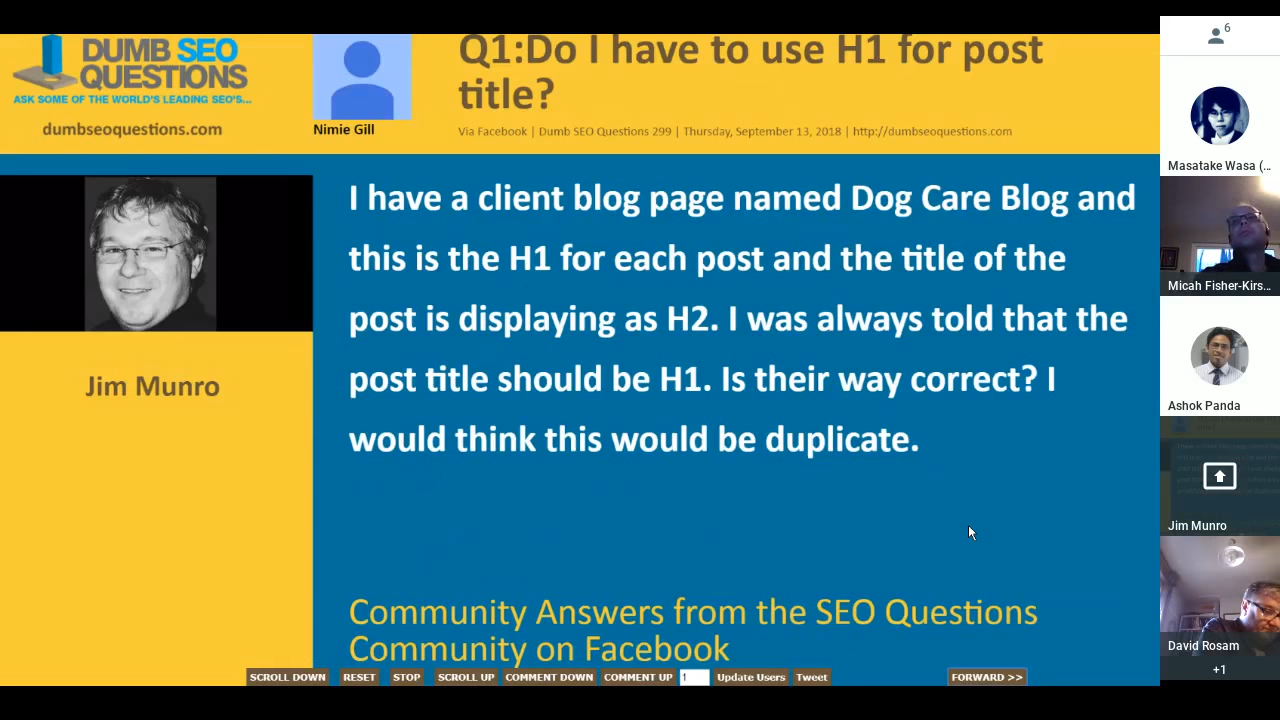 DUMB SEO
QUESTIONS
ASK SOME OF THE WORLD'S LEADING SEO'S...
dumbseoquestions.com
Nimie Gill
Q1:Do I have to use H1 for post
title?
Via Facebook | Dumb SEO Questions 299 | Thursday, September 13, 2018 | http://dumbseoquestions.com
Jim Munro
I have a client blog page named Dog Care Blog and
this is the H1 for each post and the title of the
post is displaying as H2. I was always told that the
post title should be H1. Is their way correct? I
would think this would be duplicate.
Community Answers from the SEO Questions
Community on Facebook
SCROLL DOWN RESET STOP SCROLL UP COMMENT DOWN COMMENT UP 1 Update Users Tweet FORWARD >>
6
Masatake Wasa (...
Micah Fisher-Kirs...
Ashok Panda
Jim Munro
David Rosam
+1